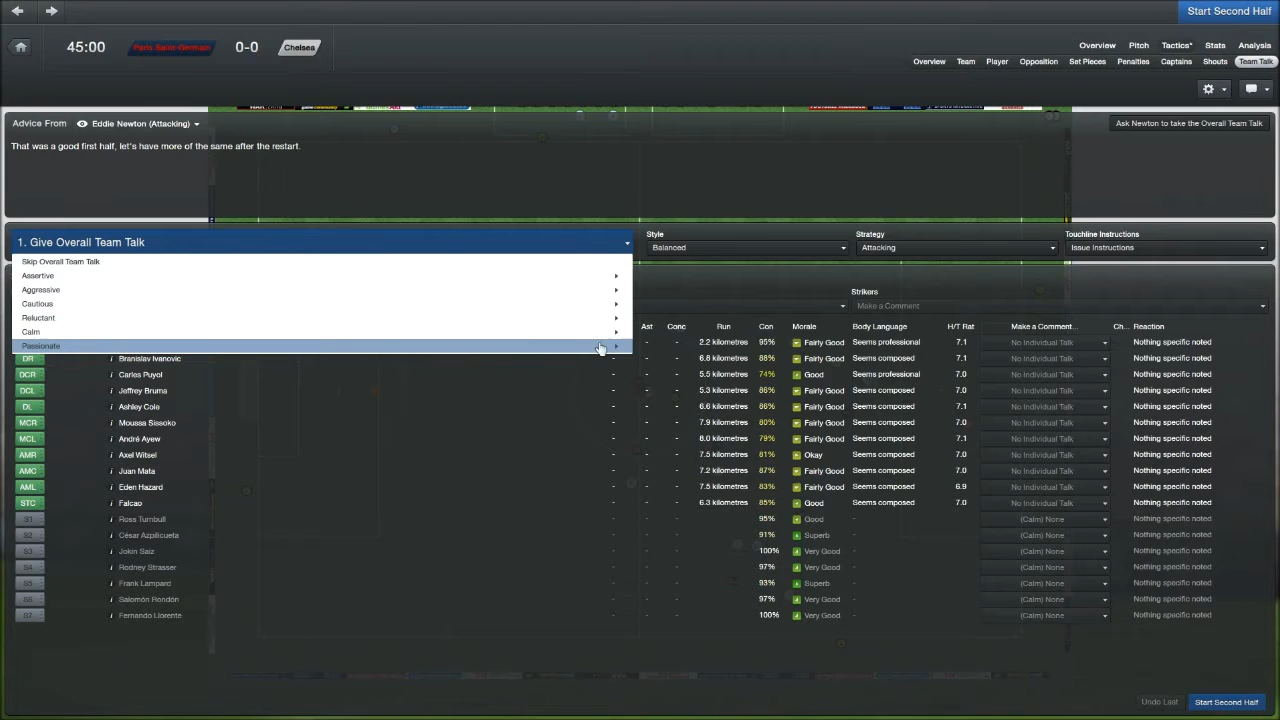 Start Second Half
45:00 Paris Saint-Germain 0-0 Chelsea
Overview Pitch Tactics* Stats Analysis
Overview Team Player Opposition Set Pieces Penalties Captains Shouts Team Talk
Advice From Eddie Newton (Attacking)
Ask Newton to take the Overall Team Talk
That was a good first half, let's have more of the same after the restart.
1. Give Overall Team Talk
Style Strategy Touchline Instructions
Balanced Attacking Issue Instructions
Skip Overall Team Talk
Assertive
Aggressive
Cautious
Reluctant
Calm
Passionate
Strikers
Make a Comment
Ast Conc Run Con Morale Body Language H/T Rat Make a Comment... Ch... Reaction
- - 2.2 kilometres 95% Fairly Good Seems professional 7.1 No Individual Talk Nothing specific noted
DR i Branislav Ivanovic - - - 6.8 kilometres 88% Fairly Good Seems composed 7.1 No Individual Talk Nothing specific noted
DCR i Carles Puyol - - - 5.5 kilometres 74% Good Seems professional 7.0 No Individual Talk Nothing specific noted
DCL i Jeffrey Bruma - - - 5.3 kilometres 86% Fairly Good Seems composed 7.0 No Individual Talk Nothing specific noted
DL i Ashley Cole - - - 6.6 kilometres 86% Fairly Good Seems composed 7.1 No Individual Talk Nothing specific noted
MCR i Moussa Sissoko - - - 7.9 kilometres 80% Fairly Good Seems composed 7.0 No Individual Talk Nothing specific noted
MCL i André Ayew - - - 8.0 kilometres 79% Fairly Good Seems composed 7.1 No Individual Talk Nothing specific noted
AMR i Axel Witsel - - - 7.5 kilometres 81% Okay Seems composed 7.0 No Individual Talk Nothing specific noted
AMC i Juan Mata - - - 7.2 kilometres 87% Fairly Good Seems composed 7.0 No Individual Talk Nothing specific noted
AML i Eden Hazard - - - 7.5 kilometres 83% Fairly Good Seems composed 6.9 No Individual Talk Nothing specific noted
STC i Falcao - - - 6.3 kilometres 85% Good Seems composed 7.0 No Individual Talk Nothing specific noted
S1 i Ross Turnbull - - - 95% Good - (Calm) None Nothing specific noted
S2 i César Azpilicueta - - - 91% Superb - (Calm) None Nothing specific noted
S3 i Jokin Saiz - - - 100% Very Good - (Calm) None Nothing specific noted
S4 i Rodney Strasser - - - 97% Very Good - (Calm) None Nothing specific noted
S5 i Frank Lampard - - - 93% Superb - (Calm) None Nothing specific noted
S6 i Salomón Rondón - - - 97% Very Good - (Calm) None Nothing specific noted
S7 i Fernando Llorente - - - 100% Very Good - (Calm) None Nothing specific noted
Undo Last Start Second Half